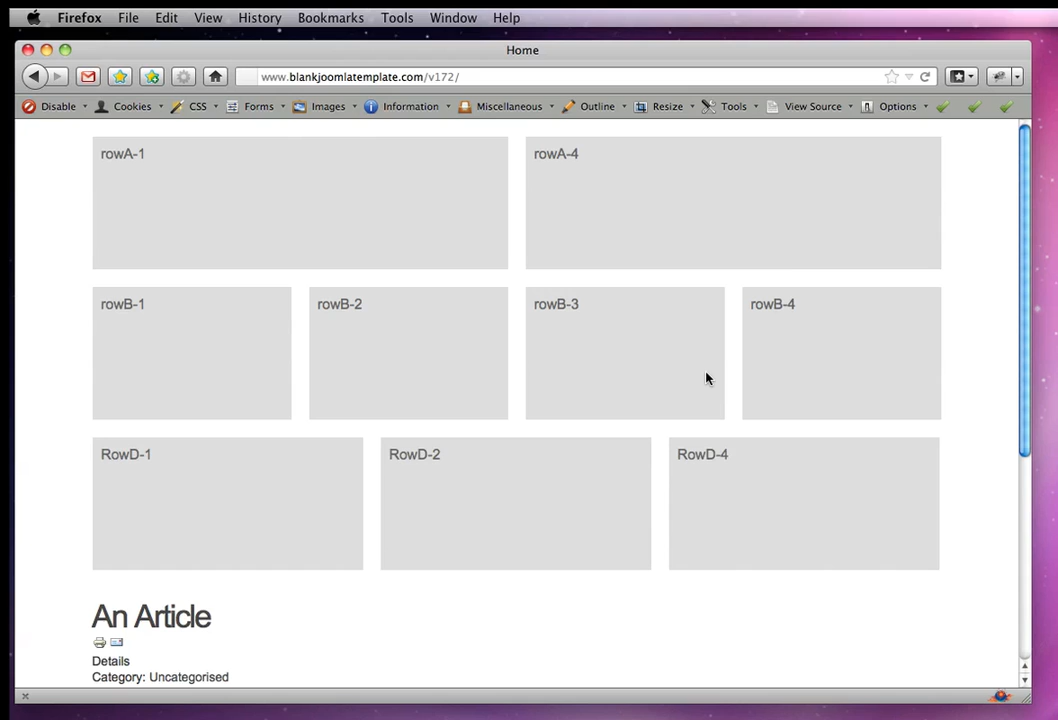 Firefox File Edit View History Bookmarks Tools Window Help
Home
www.blankjoomlatemplate.com/v172/
Disable Cookies CSS Forms Images Information Miscellaneous Outline Resize Tools View Source Options
rowA-1 rowA-4
rowB-1 rowB-2 rowB-3 rowB-4
RowD-1 RowD-2 RowD-4
An Article
Details
Category: Uncategorised